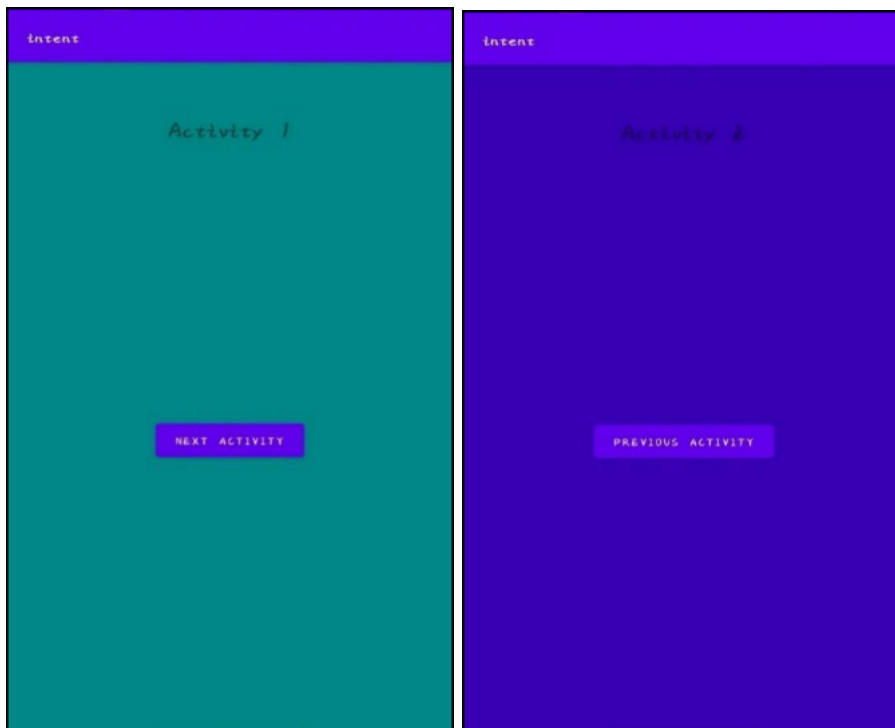 intent
Activity 1
NEXT ACTIVITY
intent
Activity 2
PREVIOUS ACTIVITY